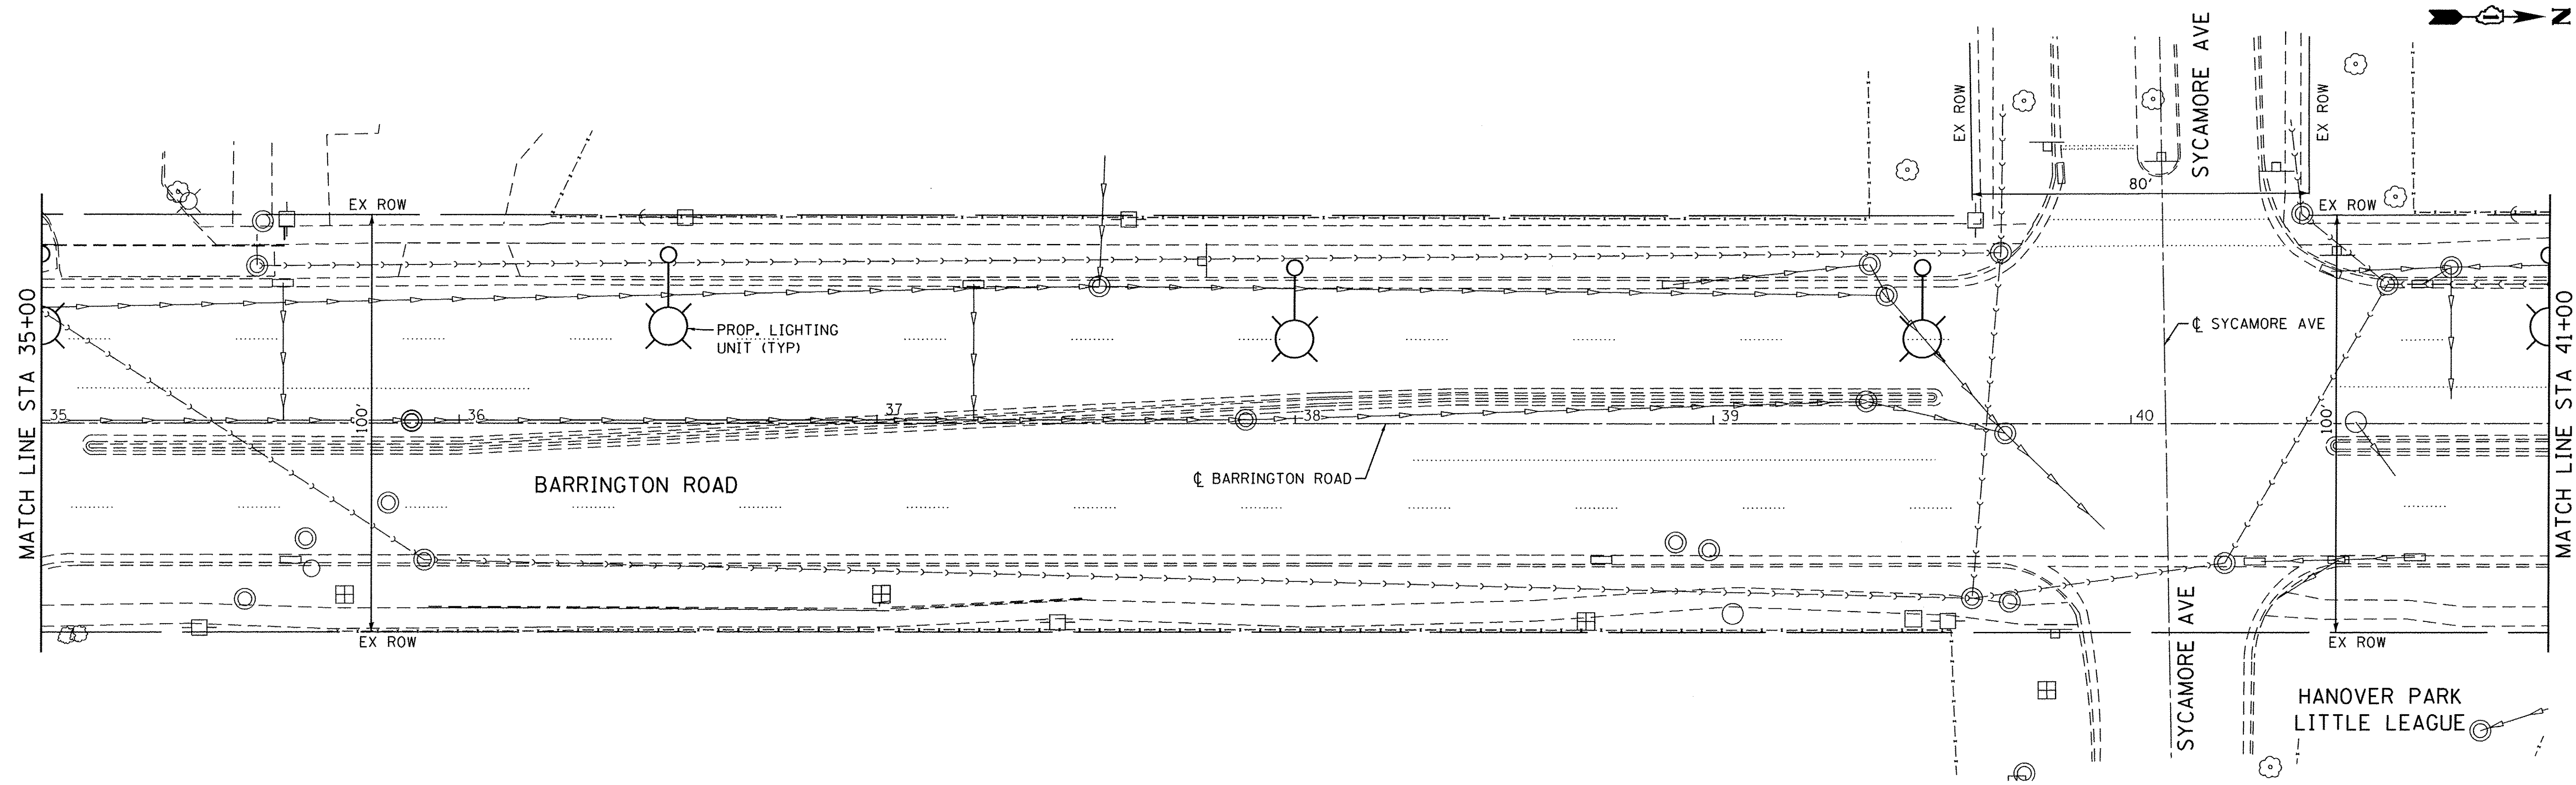 N
SYCAMORE AVE
EX ROW
EX ROW
80'
EX ROW
EX ROW
MATCH LINE STA 35+00
PROP. LIGHTING
UNIT (TYP)
℄ SYCAMORE AVE
MATCH LINE STA 41+00
35
36
37
38
39
40
100'
100'
BARRINGTON ROAD
℄ BARRINGTON ROAD
EX ROW
EX ROW
SYCAMORE AVE
HANOVER PARK
LITTLE LEAGUE